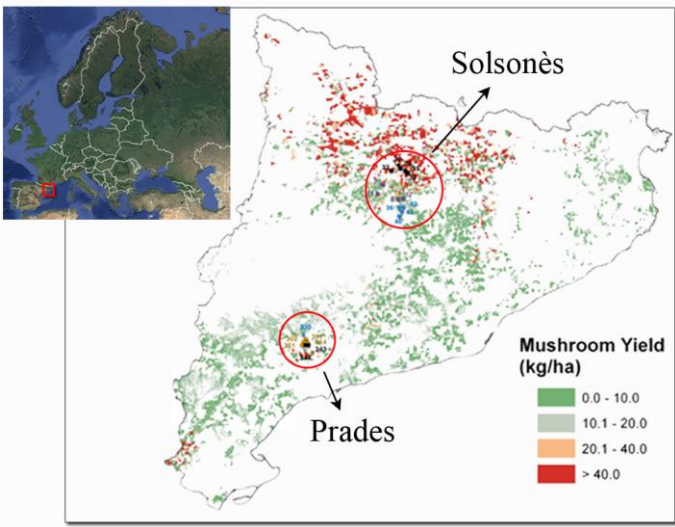 Solsonès
Prades
Mushroom Yield
(kg/ha)
0.0 - 10.0
10.1 - 20.0
20.1 - 40.0
> 40.0